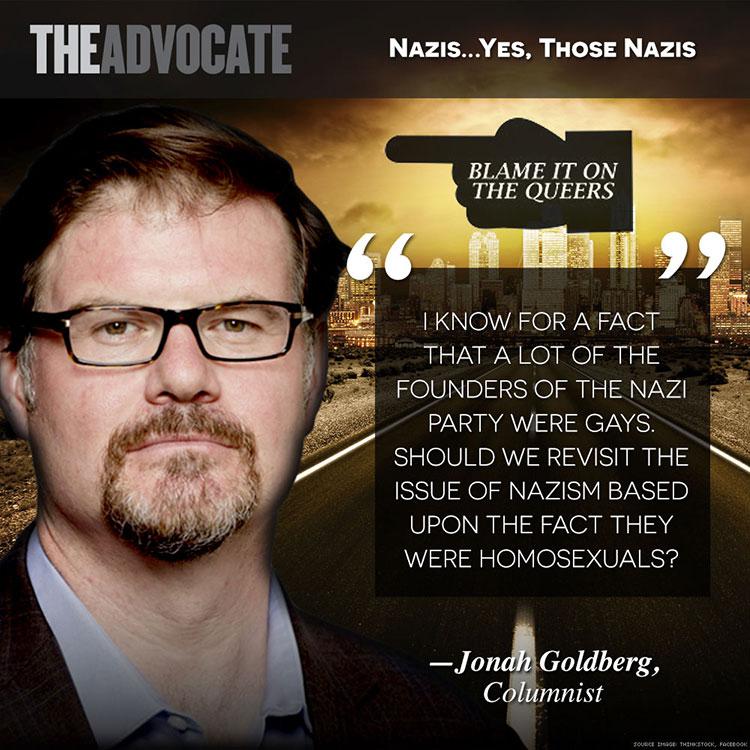 THEADVOCATE
NAZIS...YES, THOSE NAZIS
BLAME IT ON
THE QUEERS
“ ”
I KNOW FOR A FACT
THAT A LOT OF THE
FOUNDERS OF THE NAZI
PARTY WERE GAYS.
SHOULD WE REVISIT THE
ISSUE OF NAZISM BASED
UPON THE FACT THEY
WERE HOMOSEXUALS?
—Jonah Goldberg,
Columnist
SOURCE IMAGE: THINKSTOCK, FACEBOOK